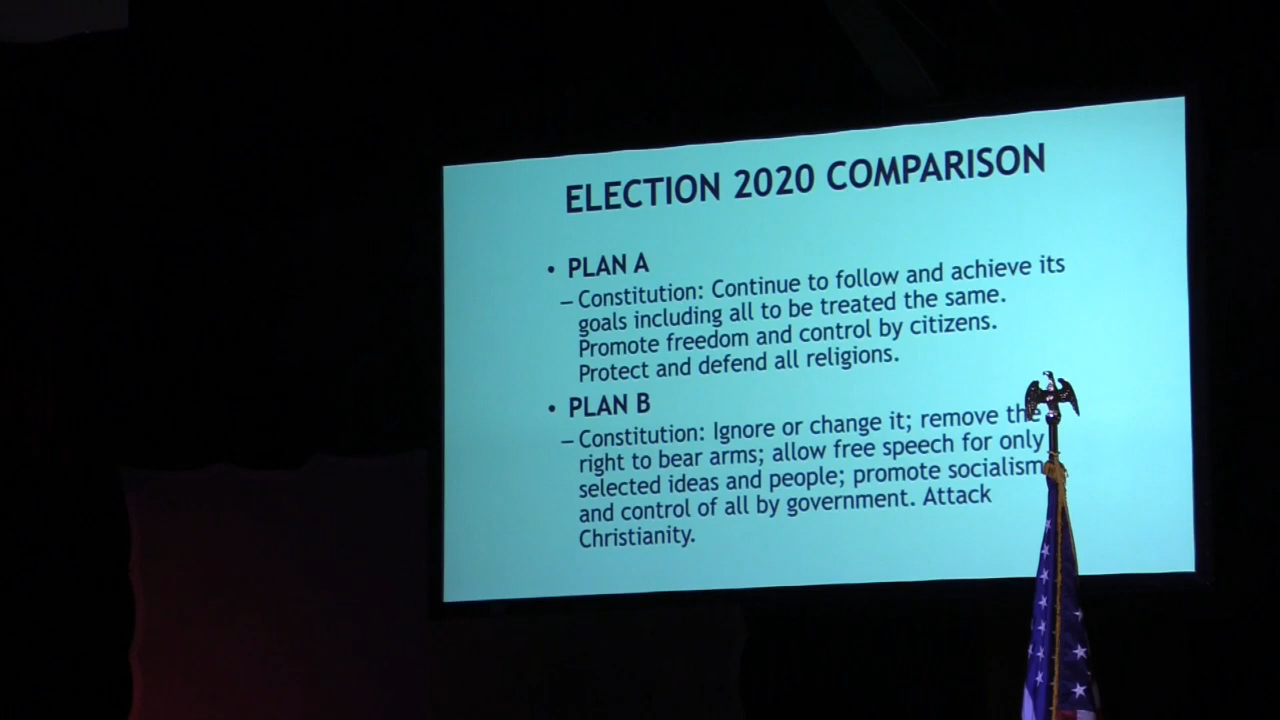 ELECTION 2020 COMPARISON
• PLAN A
– Constitution: Continue to follow and achieve its
goals including all to be treated the same.
Promote freedom and control by citizens.
Protect and defend all religions.
• PLAN B
– Constitution: Ignore or change it; remove the
right to bear arms; allow free speech for only
selected ideas and people; promote socialism
and control of all by government. Attack
Christianity.